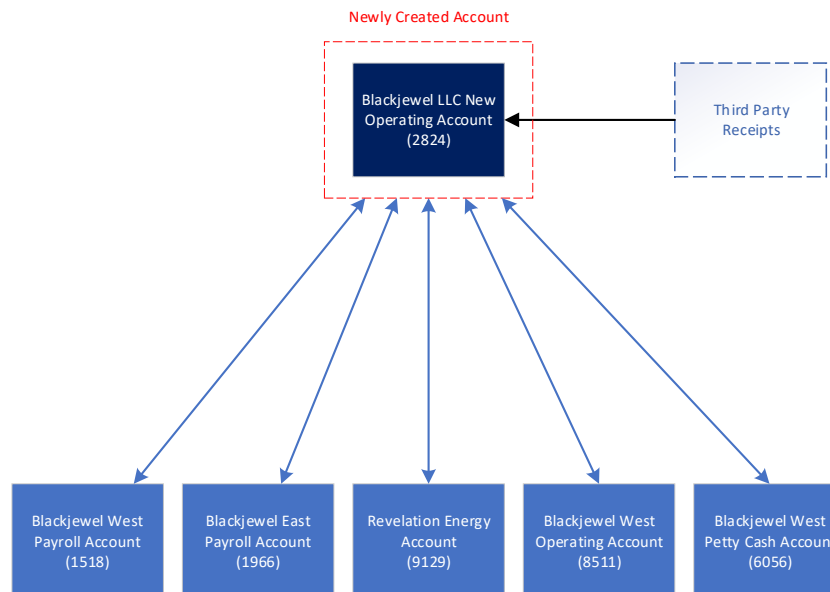 Newly Created Account
Blackjewel LLC New
Operating Account
(2824)
Third Party
Receipts
Blackjewel West
Payroll Account
(1518)
Blackjewel East
Payroll Account
(1966)
Revelation Energy
Account
(9129)
Blackjewel West
Operating Account
(8511)
Blackjewel West
Petty Cash Account
(6056)